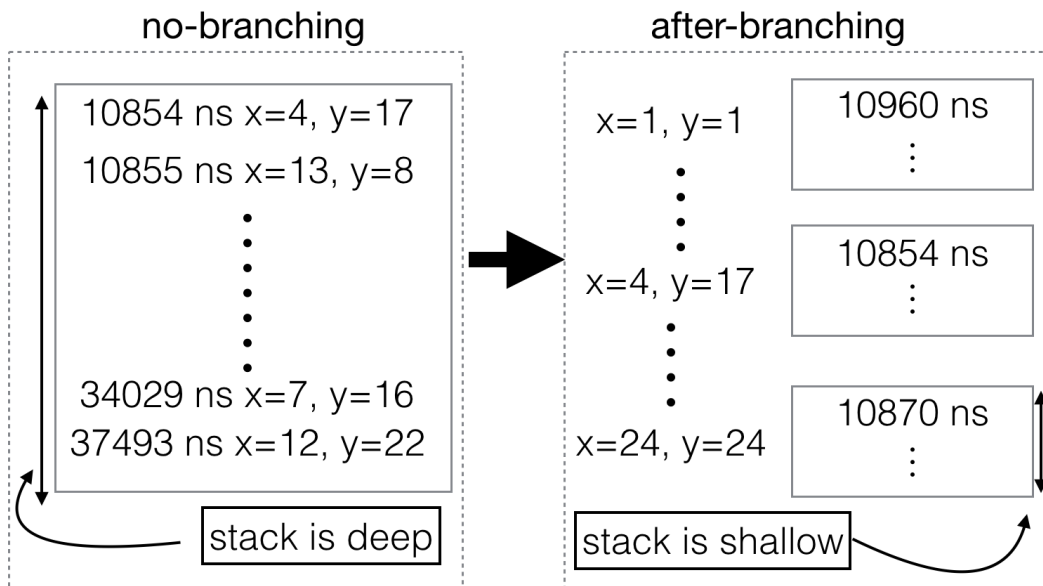 no-branching
10854 ns x=4, y=17
10855 ns x=13, y=8
34029 ns x=7, y=16
37493 ns x=12, y=22
stack is deep
after-branching
x=1, y=1
10960 ns
x=4, y=17
10854 ns
x=24, y=24
10870 ns
stack is shallow